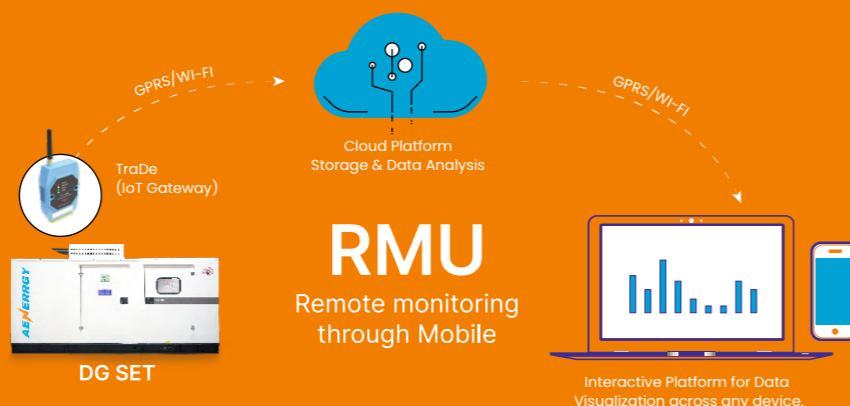 GPRS/WI-FI
GPRS/WI-FI
Cloud Platform
Storage & Data Analysis
TraDe
(IoT Gateway)
RMU
Remote monitoring
through Mobile
AENERRGY
DG SET
Interactive Platform for Data
Visualization across any device.